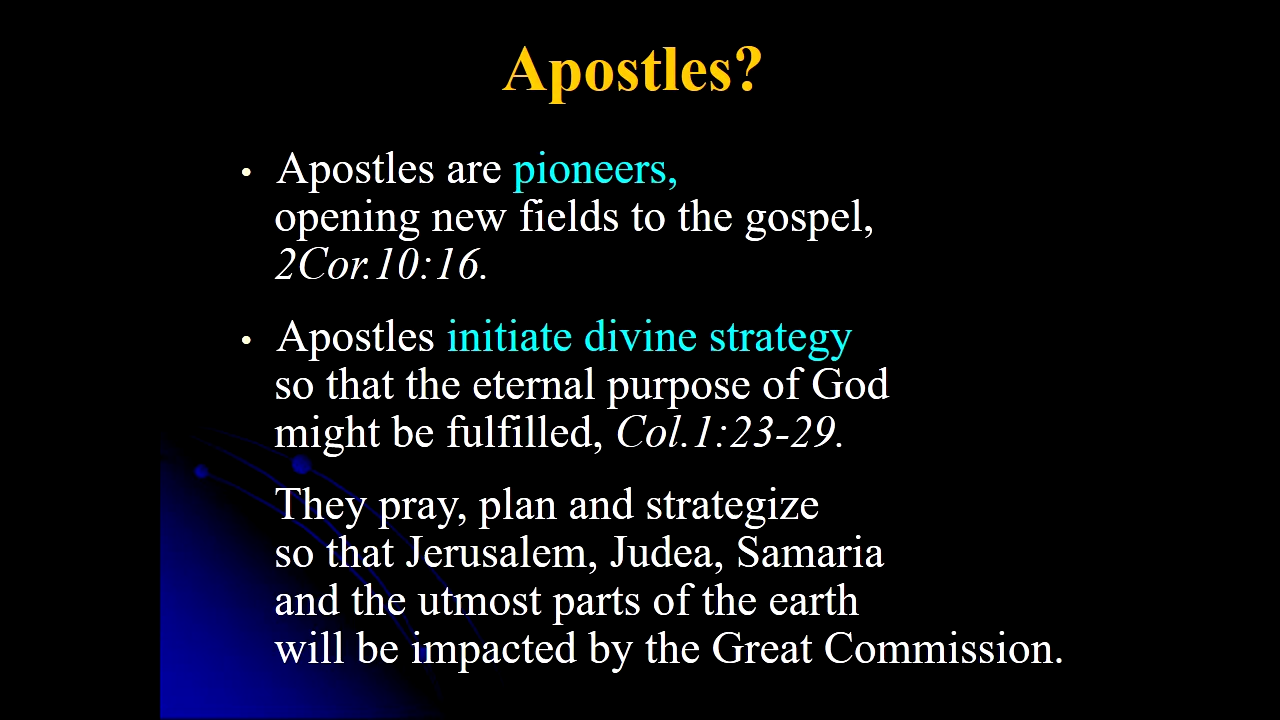 Apostles?
• Apostles are pioneers,
opening new fields to the gospel,
2Cor.10:16.
• Apostles initiate divine strategy
so that the eternal purpose of God
might be fulfilled, Col.1:23-29.
They pray, plan and strategize
so that Jerusalem, Judea, Samaria
and the utmost parts of the earth
will be impacted by the Great Commission.